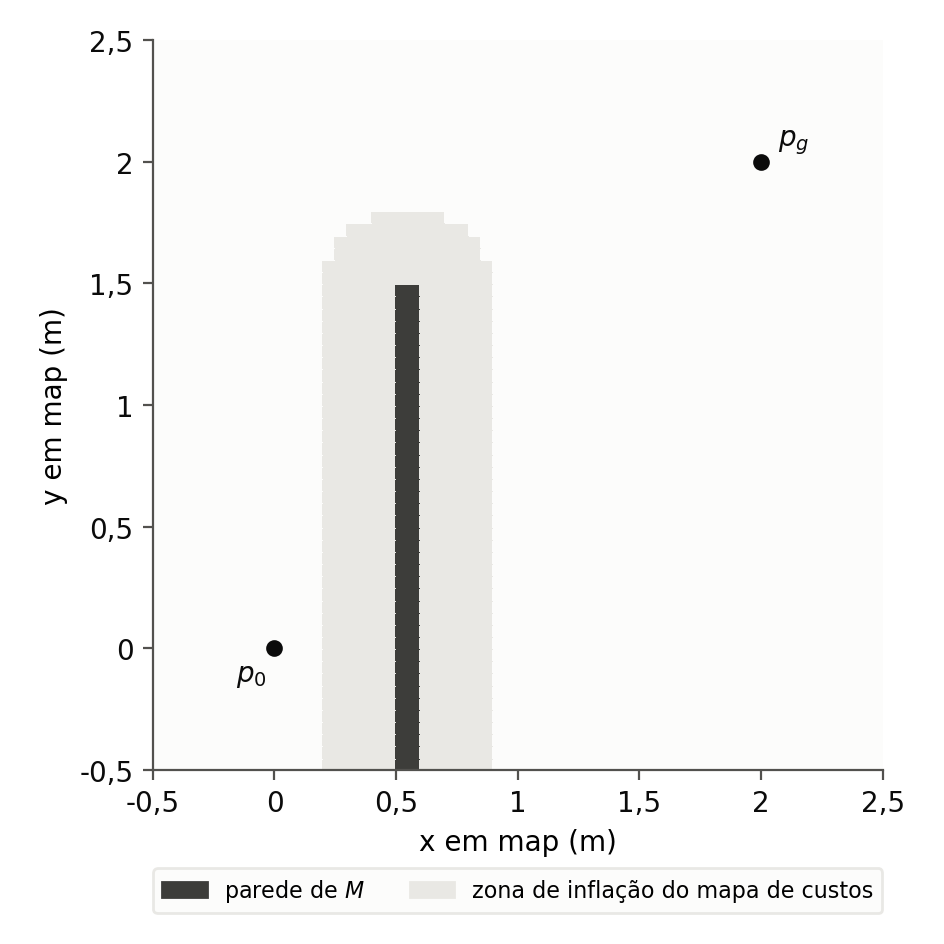 2,5
2
1,5
1
0,5
0
-0,5
y em map (m)
p_g
p_0
-0,5 0 0,5 1 1,5 2 2,5
x em map (m)
parede de M zona de inflação do mapa de custos